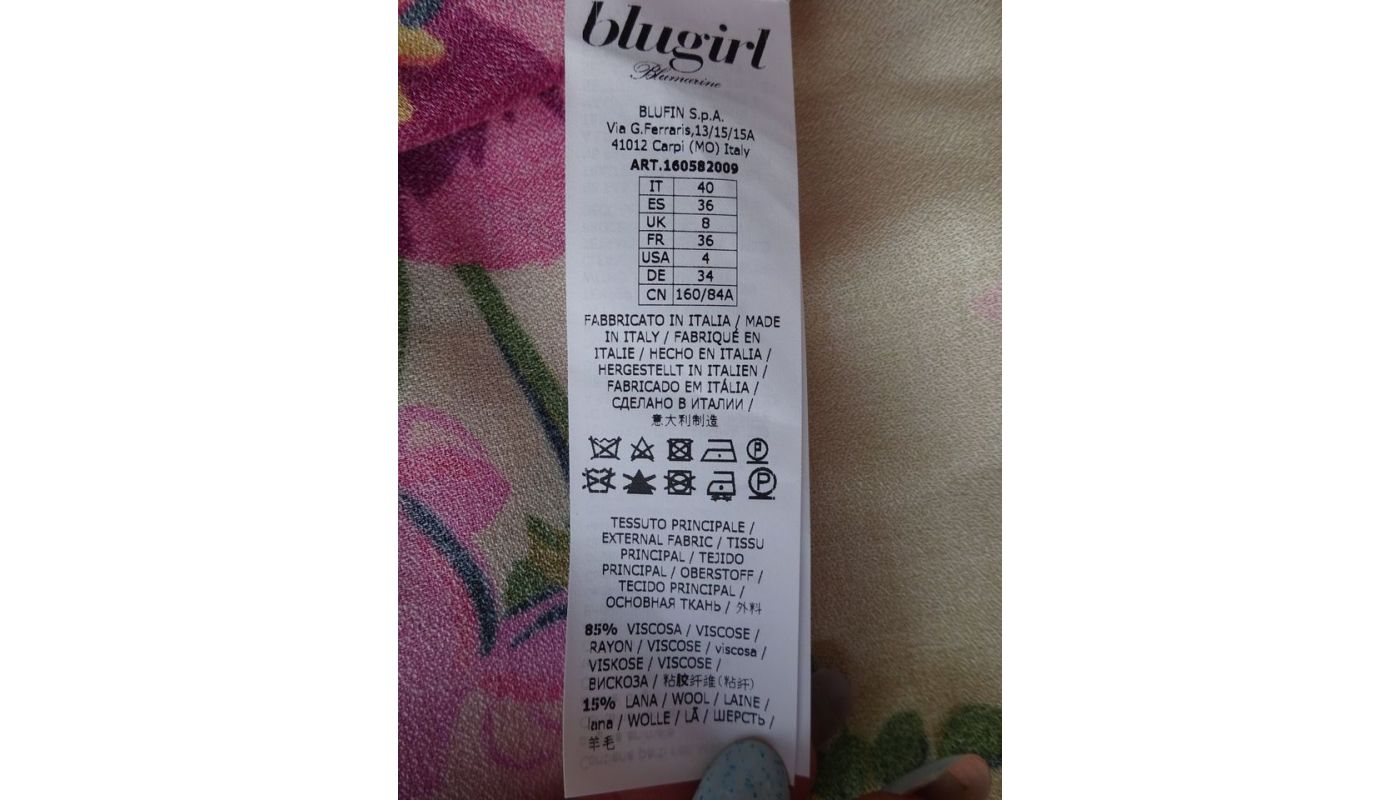 blugirl
Blumarine
BLUFIN S.p.A.
Via G.Ferraris,13/15/15A
41012 Carpi (MO) Italy
ART.160582009
IT 40
ES 36
UK 8
FR 36
USA 4
DE 34
CN 160/84A
FABBRICATO IN ITALIA / MADE
IN ITALY / FABRIQUÉ EN
ITALIE / HECHO EN ITALIA /
HERGESTELLT IN ITALIEN /
FABRICADO EM ITÁLIA /
СДЕЛАНО В ИТАЛИИ /
意大利制造
P
P
TESSUTO PRINCIPALE /
EXTERNAL FABRIC / TISSU
PRINCIPAL / TEJIDO
PRINCIPAL / OBERSTOFF /
TECIDO PRINCIPAL /
ОСНОВНАЯ ТКАНЬ / 外料
85% VISCOSA / VISCOSE /
RAYON / VISCOSE / viscosa /
VISKOSE / VISCOSE /
ВИСКОЗА / 粘胶纤维(粘纤)
15% LANA / WOOL / LAINE /
lana / WOLLE / LÃ / ШЕРСТЬ /
羊毛